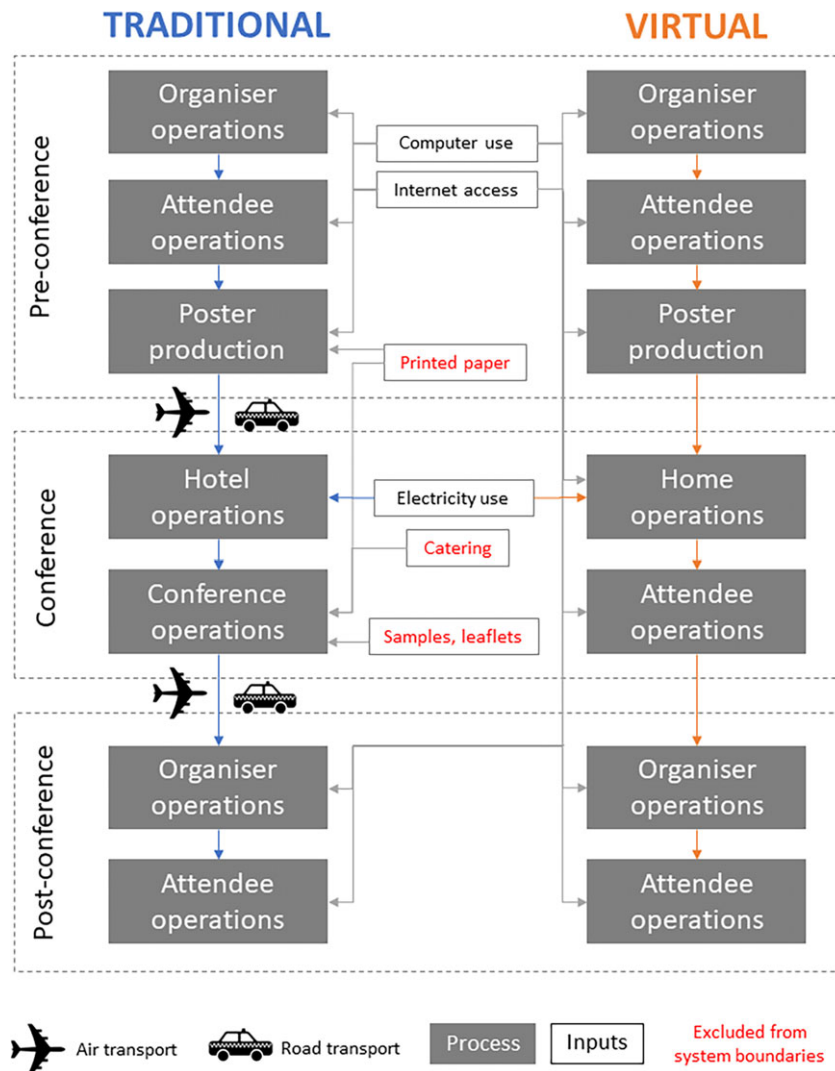 TRADITIONAL
VIRTUAL
Pre-conference
Organiser
operations
Attendee
operations
Poster
production
Computer use
Internet access
Printed paper
Organiser
operations
Attendee
operations
Poster
production
Conference
Hotel
operations
Conference
operations
Electricity use
Catering
Samples, leaflets
Home
operations
Attendee
operations
Post-conference
Organiser
operations
Attendee
operations
Organiser
operations
Attendee
operations
Air transport
Road transport
Process
Inputs
Excluded from
system boundaries